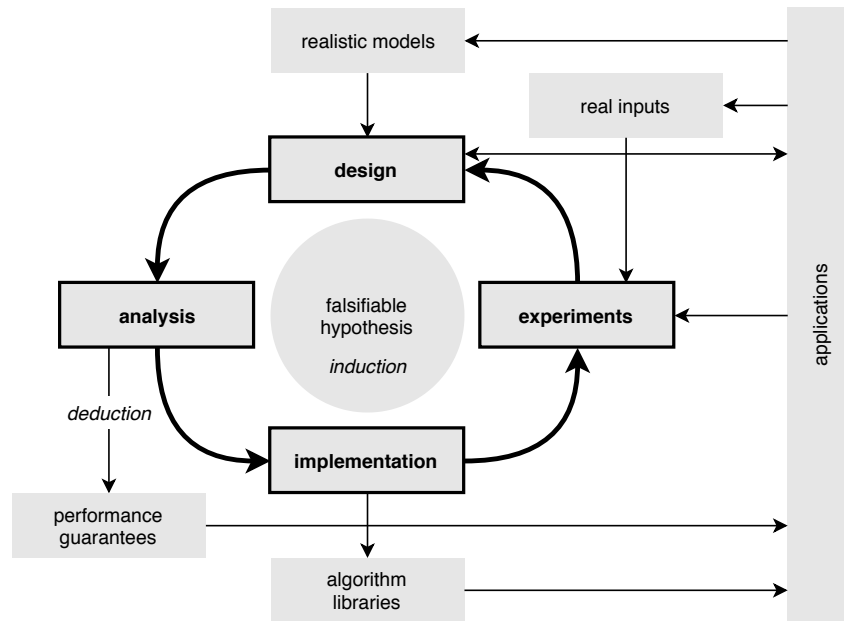 realistic models
real inputs
design
falsifiable
hypothesis
induction
analysis
experiments
applications
deduction
implementation
performance
guarantees
algorithm
libraries